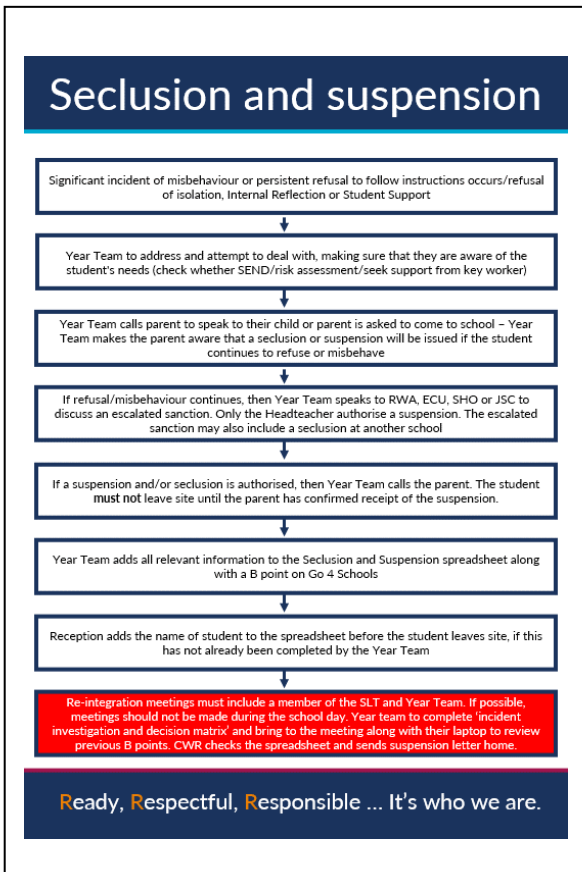 Seclusion and suspension
Significant incident of misbehaviour or persistent refusal to follow instructions occurs/refusal
of isolation, Internal Reflection or Student Support
Year Team to address and attempt to deal with, making sure that they are aware of the
student's needs (check whether SEND/risk assessment/seek support from key worker)
Year Team calls parent to speak to their child or parent is asked to come to school – Year
Team makes the parent aware that a seclusion or suspension will be issued if the student
continues to refuse or misbehave
If refusal/misbehaviour continues, then Year Team speaks to RWA, ECU, SHO or JSC to
discuss an escalated sanction. Only the Headteacher authorise a suspension. The escalated
sanction may also include a seclusion at another school
If a suspension and/or seclusion is authorised, then Year Team calls the parent. The student
must not leave site until the parent has confirmed receipt of the suspension.
Year Team adds all relevant information to the Seclusion and Suspension spreadsheet along
with a B point on Go 4 Schools
Reception adds the name of student to the spreadsheet before the student leaves site, if this
has not already been completed by the Year Team
Re-integration meetings must include a member of the SLT and Year Team. If possible,
meetings should not be made during the school day. Year team to complete ‘incident
investigation and decision matrix’ and bring to the meeting along with their laptop to review
previous B points. CWR checks the spreadsheet and sends suspension letter home.
Ready, Respectful, Responsible ... It’s who we are.